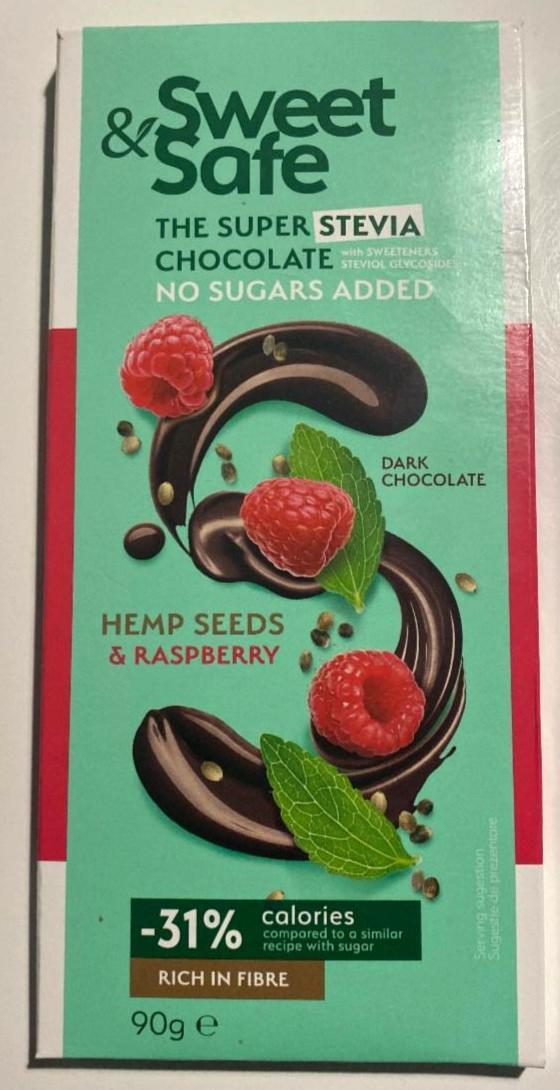 Sweet
& Safe
THE SUPER STEVIA
CHOCOLATE with SWEETENERS
STEVIOL GLYCOSIDES
NO SUGARS ADDED
DARK
CHOCOLATE
HEMP SEEDS
& RASPBERRY
Serving sugestion
Sugestie de prezentare
-31% calories
compared to a similar
recipe with sugar
RICH IN FIBRE
90g ℮